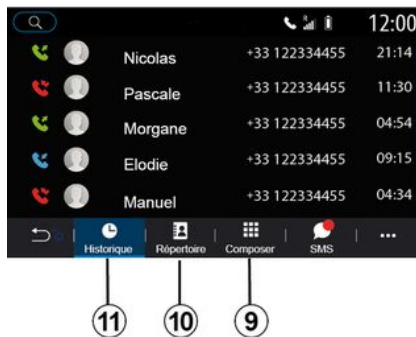 12:00
Nicolas +33 122334455 21:14
Pascale +33 122334455 11:30
Morgane +33 122334455 04:54
Elodie +33 122334455 09:15
Manuel +33 122334455 04:34
Historique Répertoire Composer SMS ...
11 10 9